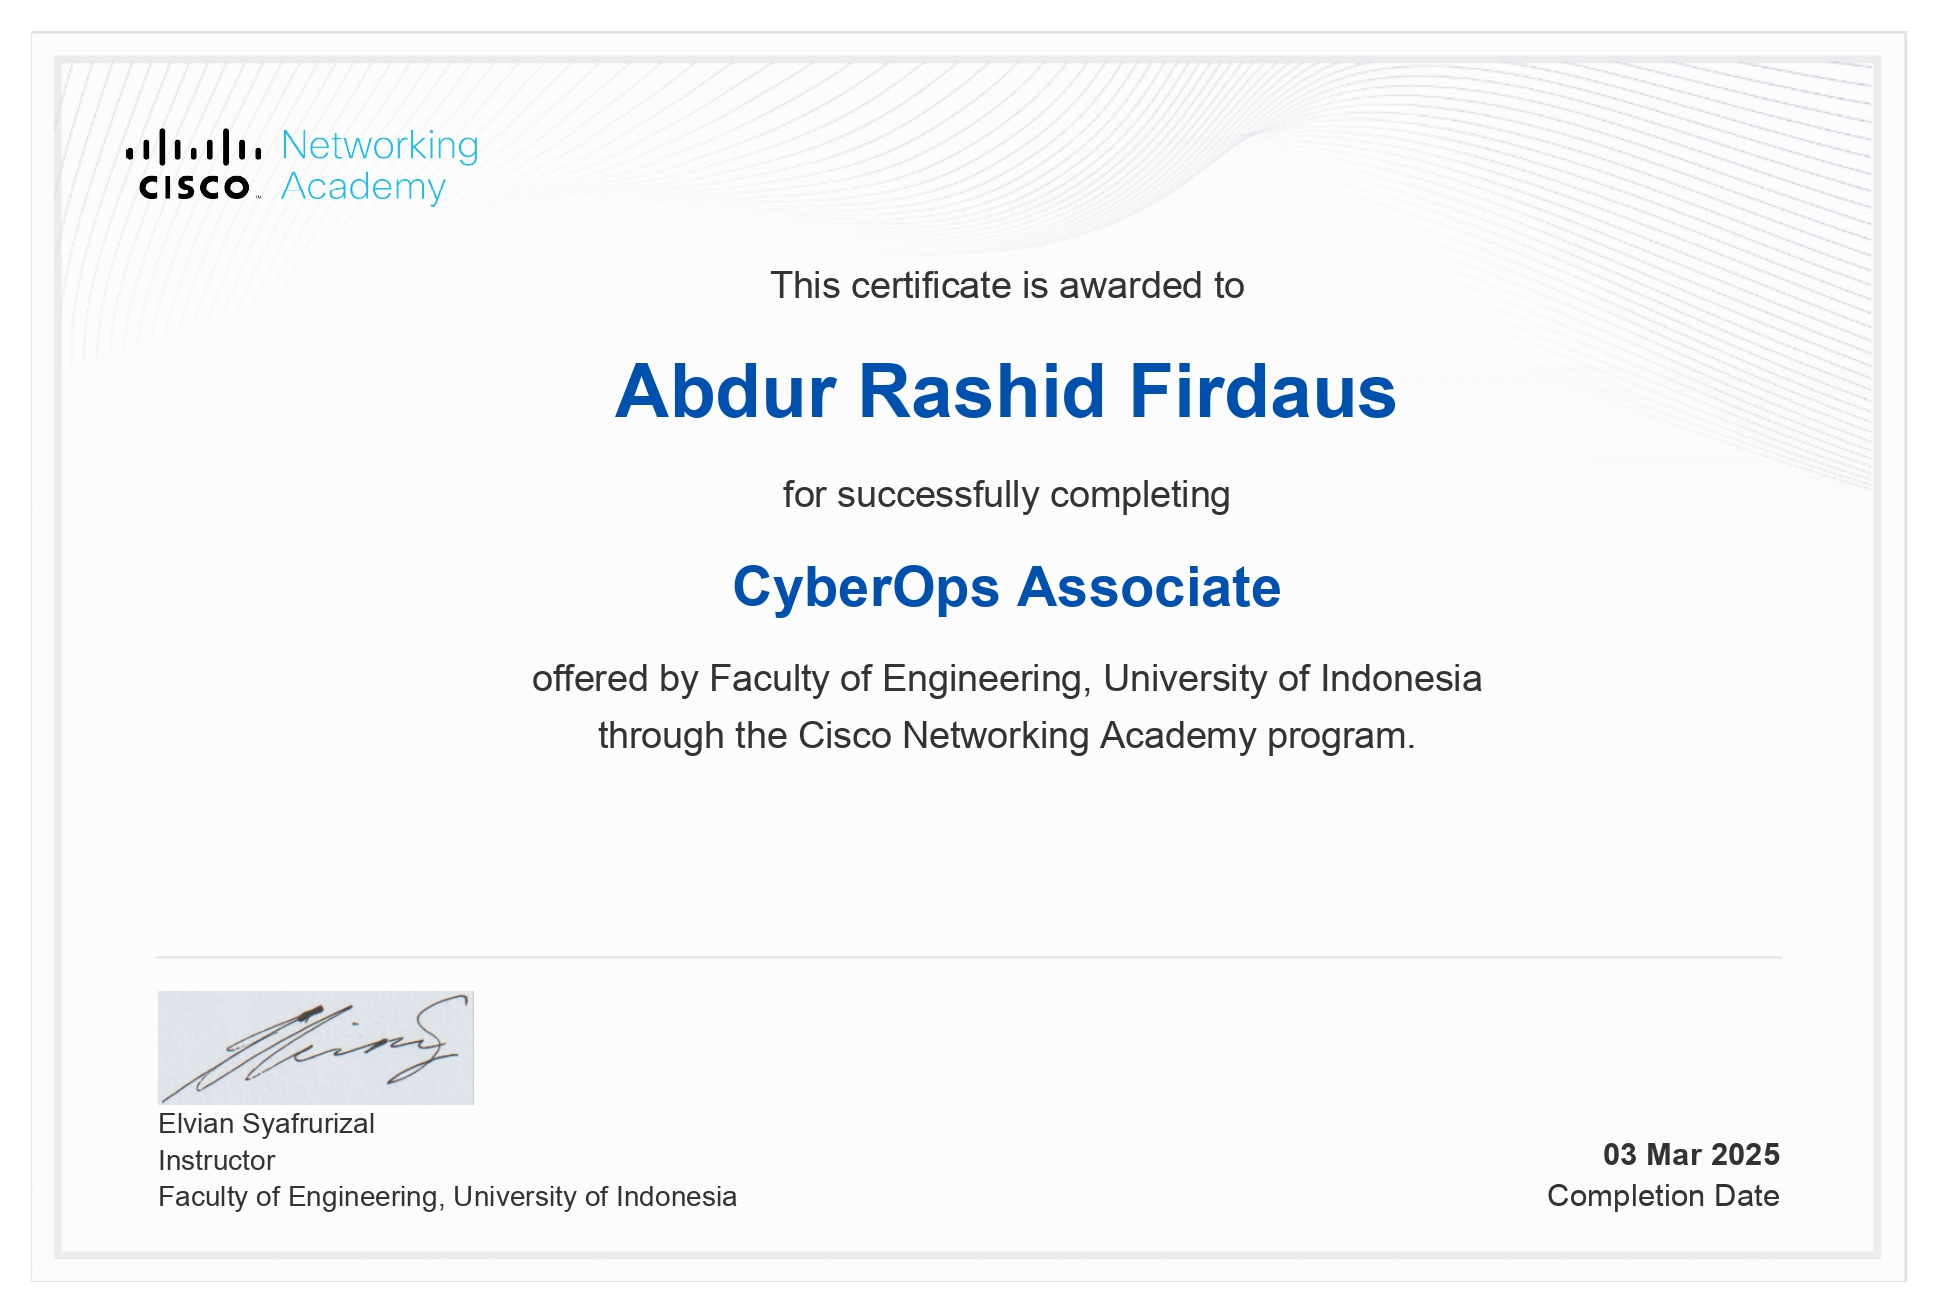 Networking
CISCO™ Academy
This certificate is awarded to
Abdur Rashid Firdaus
for successfully completing
CyberOps Associate
offered by Faculty of Engineering, University of Indonesia
through the Cisco Networking Academy program.
Elvian Syafrurizal
Instructor
Faculty of Engineering, University of Indonesia
03 Mar 2025
Completion Date